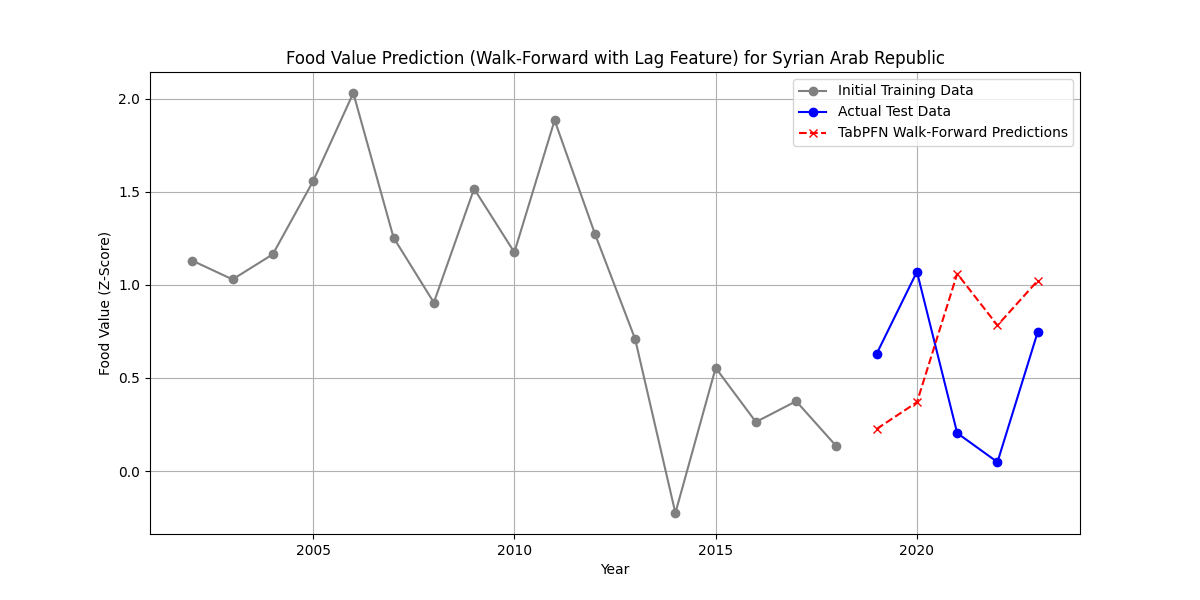 Food Value Prediction (Walk-Forward with Lag Feature) for Syrian Arab Republic
Initial Training Data
Actual Test Data
TabPFN Walk-Forward Predictions
Food Value (Z-Score)
2.0
1.5
1.0
0.5
0.0
2005 2010 2015 2020
Year